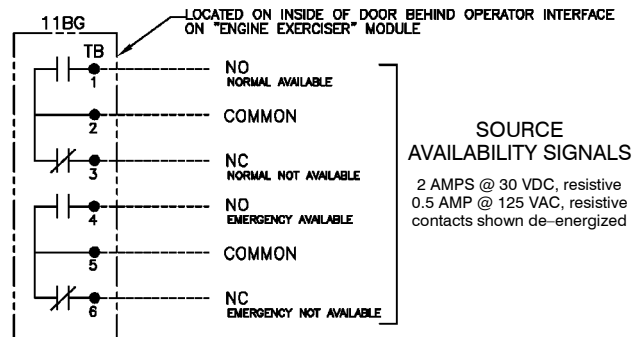 LOCATED ON INSIDE OF DOOR BEHIND OPERATOR INTERFACE
ON "ENGINE EXERCISER" MODULE
11BG
TB
1
NO
NORMAL AVAILABLE
2
COMMON
3
NC
NORMAL NOT AVAILABLE
4
NO
EMERGENCY AVAILABLE
5
COMMON
6
NC
EMERGENCY NOT AVAILABLE
SOURCE
AVAILABILITY SIGNALS
2 AMPS @ 30 VDC, resistive
0.5 AMP @ 125 VAC, resistive
contacts shown de–energized